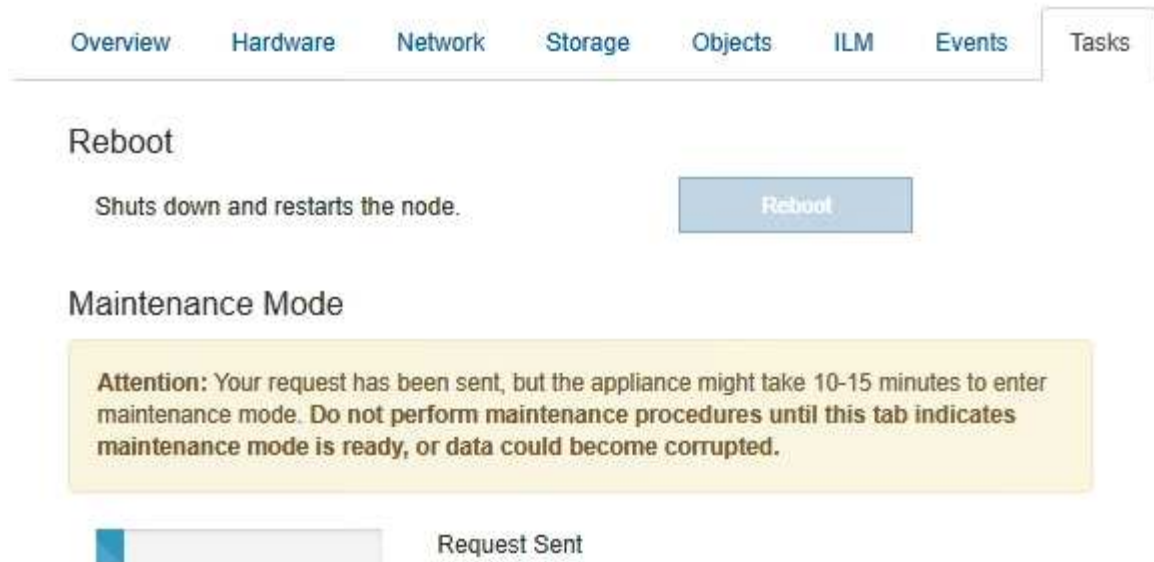 Overview Hardware Network Storage Objects ILM Events Tasks
Reboot
Shuts down and restarts the node. Reboot
Maintenance Mode
Attention: Your request has been sent, but the appliance might take 10-15 minutes to enter
maintenance mode. Do not perform maintenance procedures until this tab indicates
maintenance mode is ready, or data could become corrupted.
Request Sent